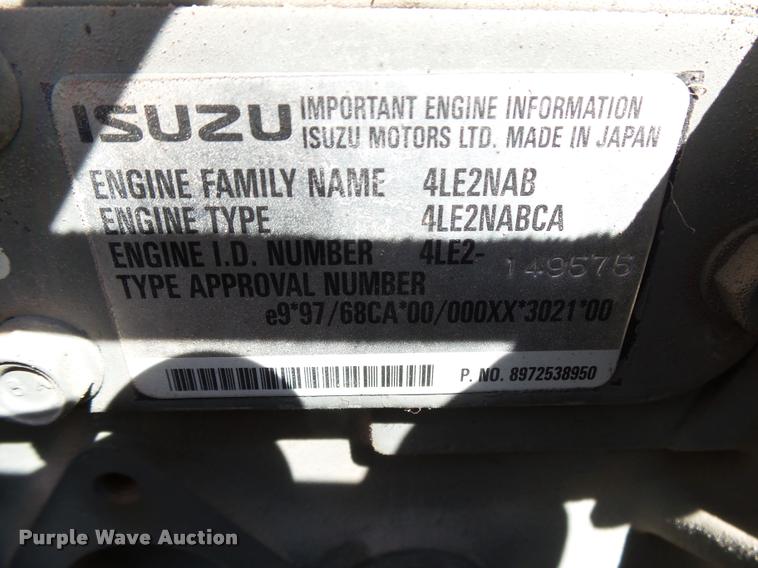 ISUZU IMPORTANT ENGINE INFORMATION
ISUZU MOTORS LTD. MADE IN JAPAN
ENGINE FAMILY NAME 4LE2NAB
ENGINE TYPE 4LE2NABCA
ENGINE I.D. NUMBER 4LE2- 149575
TYPE APPROVAL NUMBER
e9*97/68CA*00/000XX*3021*00
P. NO. 8972538950
Purple Wave Auction